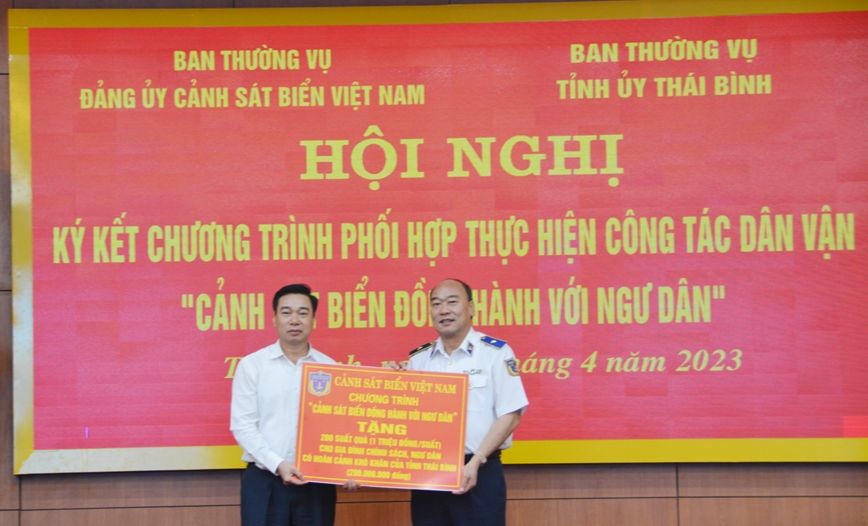 BAN THƯỜNG VỤ
ĐẢNG ỦY CẢNH SÁT BIỂN VIỆT NAM
BAN THƯỜNG VỤ
TỈNH ỦY THÁI BÌNH
HỘI NGHỊ
KÝ KẾT CHƯƠNG TRÌNH PHỐI HỢP THỰC HIỆN CÔNG TÁC DÂN VẬN
"CẢNH BIỂN VỚI NGƯ DÂN"
4 năm 2023
CẢNH SÁT BIỂN VIỆT NAM
CHƯƠNG TRÌNH
"CẢNH SÁT BIỂN ĐỒNG HÀNH VỚI NGƯ DÂN"
TẶNG
200 SUẤT QUÀ (1 TRIỆU ĐỒNG/SUẤT)
CHO GIA ĐÌNH CHÍNH SÁCH, NGƯ DÂN
CÓ HOÀN CẢNH KHÓ KHĂN CỦA TỈNH THÁI BÌNH
(200.000.000 đồng)